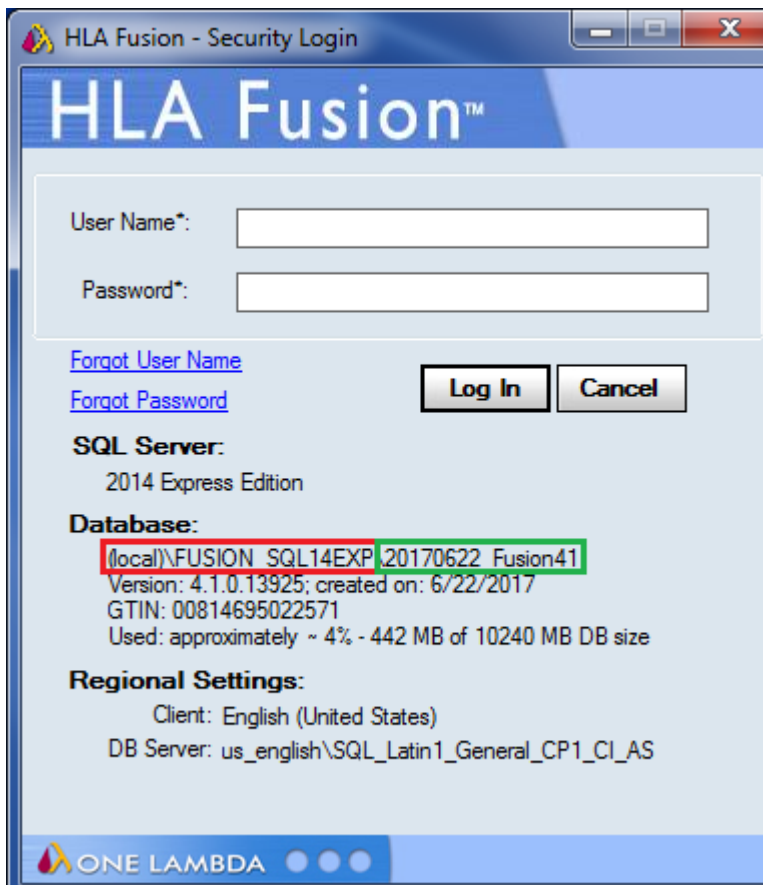 HLA Fusion - Security Login
HLA Fusion™
User Name*:
Password*:
Forgot User Name
Forgot Password
Log In
Cancel
SQL Server:
2014 Express Edition
Database:
(local)\FUSION_SQL14EXP\20170622_Fusion41
Version: 4.1.0.13925; created on: 6/22/2017
GTIN: 00814695022571
Used: approximately ~ 4% - 442 MB of 10240 MB DB size
Regional Settings:
Client: English (United States)
DB Server: us_english\SQL_Latin1_General_CP1_CI_AS
ONE LAMBDA